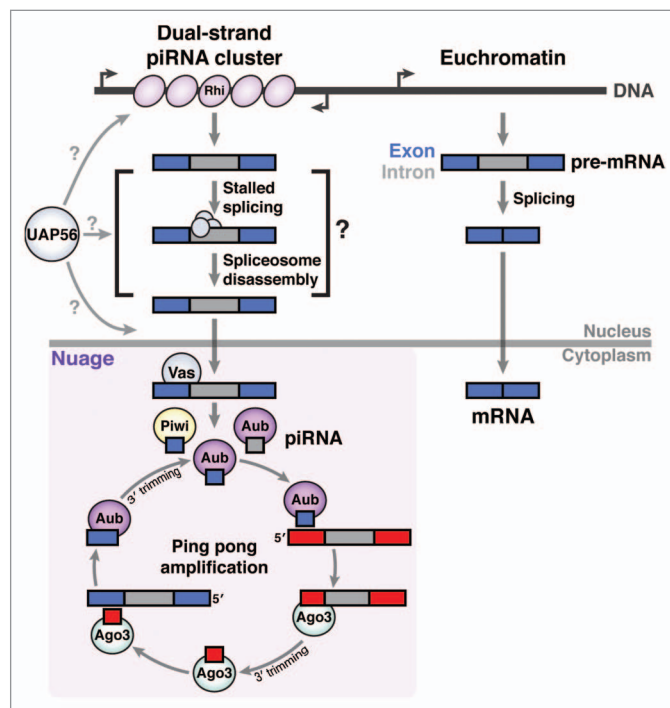 Dual-strand
piRNA cluster
Euchromatin
Rhi
DNA
?
Exon
Intron
pre-mRNA
Stalled
splicing
Splicing
UAP56
?
?
Spliceosome
disassembly
?
Nucleus
Cytoplasm
Nuage
Vas
mRNA
Piwi
Aub
piRNA
Aub
3′ trimming
Aub
Aub
5′
Ping pong
amplification
5′
Ago3
Ago3
3′ trimming
Ago3